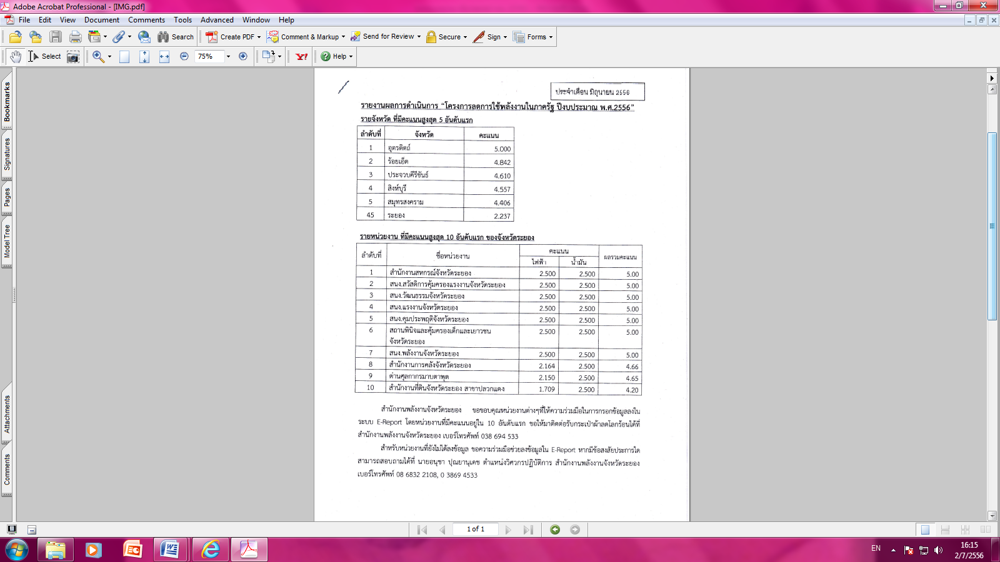 Adobe Acrobat Professional - [IMG.pdf]
File Edit View Document Comments Tools Advanced Window Help
Search Create PDF Comment & Markup Send for Review Secure Sign Forms
Select 75% Y! Help
Bookmarks
Signatures
Pages
Model Tree
Attachments
Comments
ประจำเดือน มิถุนายน 2556
รายงานผลการดำเนินการ “โครงการลดการใช้พลังงานในภาครัฐ ปีงบประมาณ พ.ศ.2556”
รายจังหวัด ที่มีคะแนนสูงสุด 5 อันดับแรก
ลำดับที่ จังหวัด คะแนน
1 อุตรดิตถ์ 5.000
2 ร้อยเอ็ด 4.842
3 ประจวบคีรีขันธ์ 4.610
4 สิงห์บุรี 4.557
5 สมุทรสงคราม 4.406
45 ระยอง 2.237
รายหน่วยงาน ที่มีคะแนนสูงสุด 10 อันดับแรก ของจังหวัดระยอง
ลำดับที่ ชื่อหน่วยงาน คะแนน ผลรวมคะแนน
ไฟฟ้า น้ำมัน
1 สำนักงานสหกรณ์จังหวัดระยอง 2.500 2.500 5.00
2 สนง.สวัสดิการคุ้มครองแรงงานจังหวัดระยอง 2.500 2.500 5.00
3 สนง.วัฒนธรรมจังหวัดระยอง 2.500 2.500 5.00
4 สนง.แรงงานจังหวัดระยอง 2.500 2.500 5.00
5 สนง.คุมประพฤติจังหวัดระยอง 2.500 2.500 5.00
6 สถานพินิจและคุ้มครองเด็กและเยาวชน 2.500 2.500 5.00
จังหวัดระยอง
7 สนง.พลังงานจังหวัดระยอง 2.500 2.500 5.00
8 สำนักงานการคลังจังหวัดระยอง 2.164 2.500 4.66
9 ด่านศุลกากรมาบตาพุด 2.150 2.500 4.65
10 สำนักงานที่ดินจังหวัดระยอง สาขาปลวกแดง 1.709 2.500 4.20
สำนักงานพลังงานจังหวัดระยอง ขอขอบคุณหน่วยงานต่างๆที่ให้ความร่วมมือในการกรอกข้อมูลลงใน
ระบบ E-Report โดยหน่วยงานที่มีคะแนนอยู่ใน 10 อันดับแรก ขอให้มาติดต่อรับกระเป๋าผ้าลดโลกร้อนได้ที่
สำนักงานพลังงานจังหวัดระยอง เบอร์โทรศัพท์ 038 694 533
สำหรับหน่วยงานที่ยังไม่ได้ลงข้อมูล ขอความร่วมมือช่วยลงข้อมูลใน E-Report หากมีข้อสงสัยประการใด
สามารถสอบถามได้ที่ นายอนุชา ปุณยานุเดช ตำแหน่งวิศวกรปฏิบัติการ สำนักงานพลังงานจังหวัดระยอง
เบอร์โทรศัพท์ 08 6832 2108, 0 3869 4533
1 of 1
EN 16:15
2/7/2556